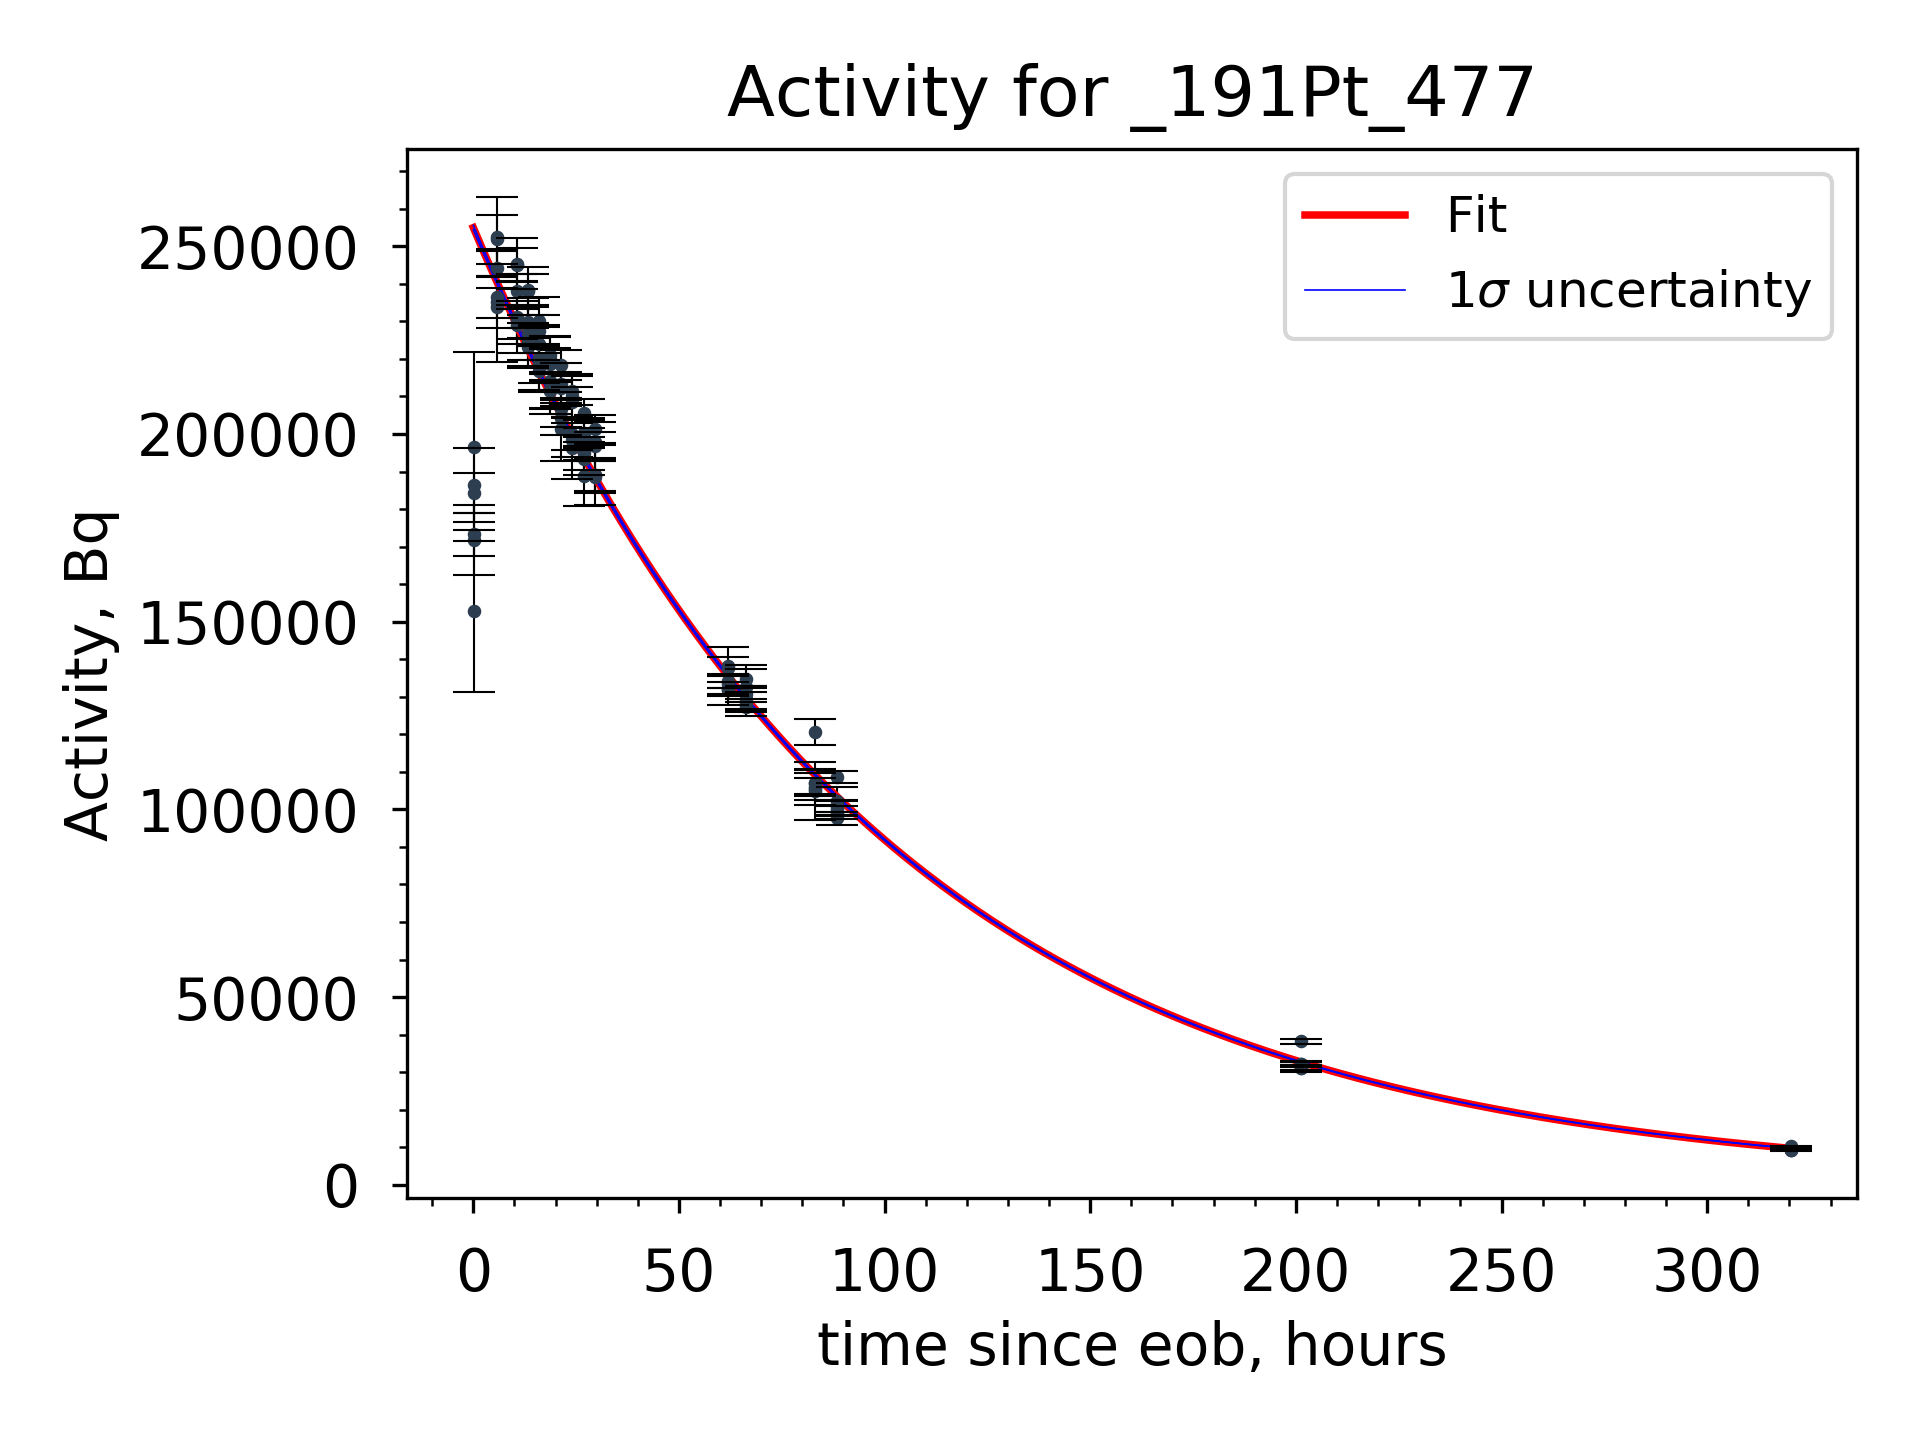 Activity for _191Pt_477
Fit
1σ uncertainty
Activity, Bq
250000
200000
150000
100000
50000
0
0 50 100 150 200 250 300
time since eob, hours